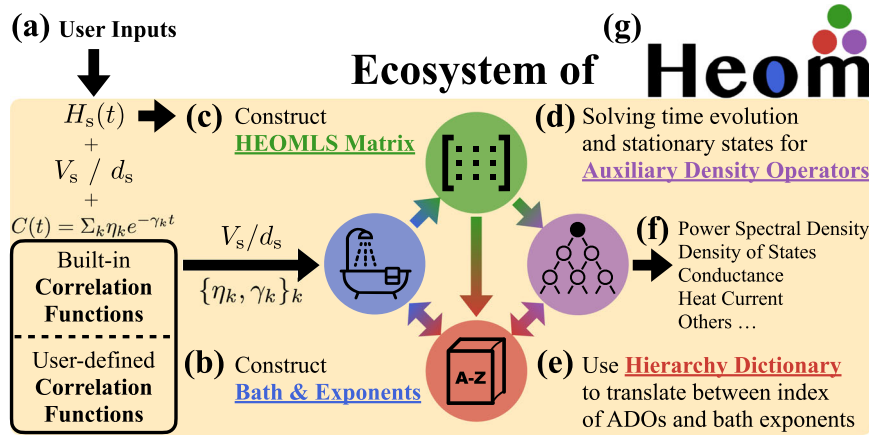 (a) User Inputs
Ecosystem of
(g)
Heom
H_s(t)
+
V_s / d_s
+
C(t) = Σ_k η_k e^{-γ_k t}
Built-in
Correlation
Functions
User-defined
Correlation
Functions
V_s/d_s
{η_k, γ_k}_k
(b) Construct
Bath & Exponents
(c) Construct
HEOMLS Matrix
(d) Solving time evolution
and stationary states for
Auxiliary Density Operators
A-Z
(e) Use Hierarchy Dictionary
to translate between index
of ADOs and bath exponents
(f) Power Spectral Density
Density of States
Conductance
Heat Current
Others ...